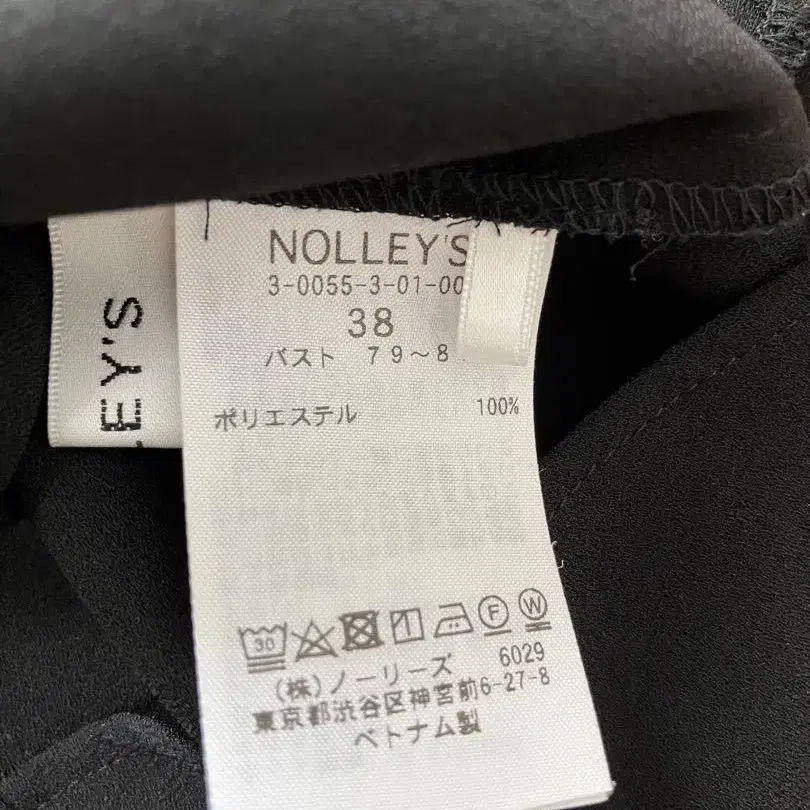 NOLLEY'S
3-0055-3-01-00
38
バスト 79~8
ポリエステル 100%
30
F
W
(株)ノーリーズ 6029
東京都渋谷区神宮前6-27-8
ベトナム製
LEY'S